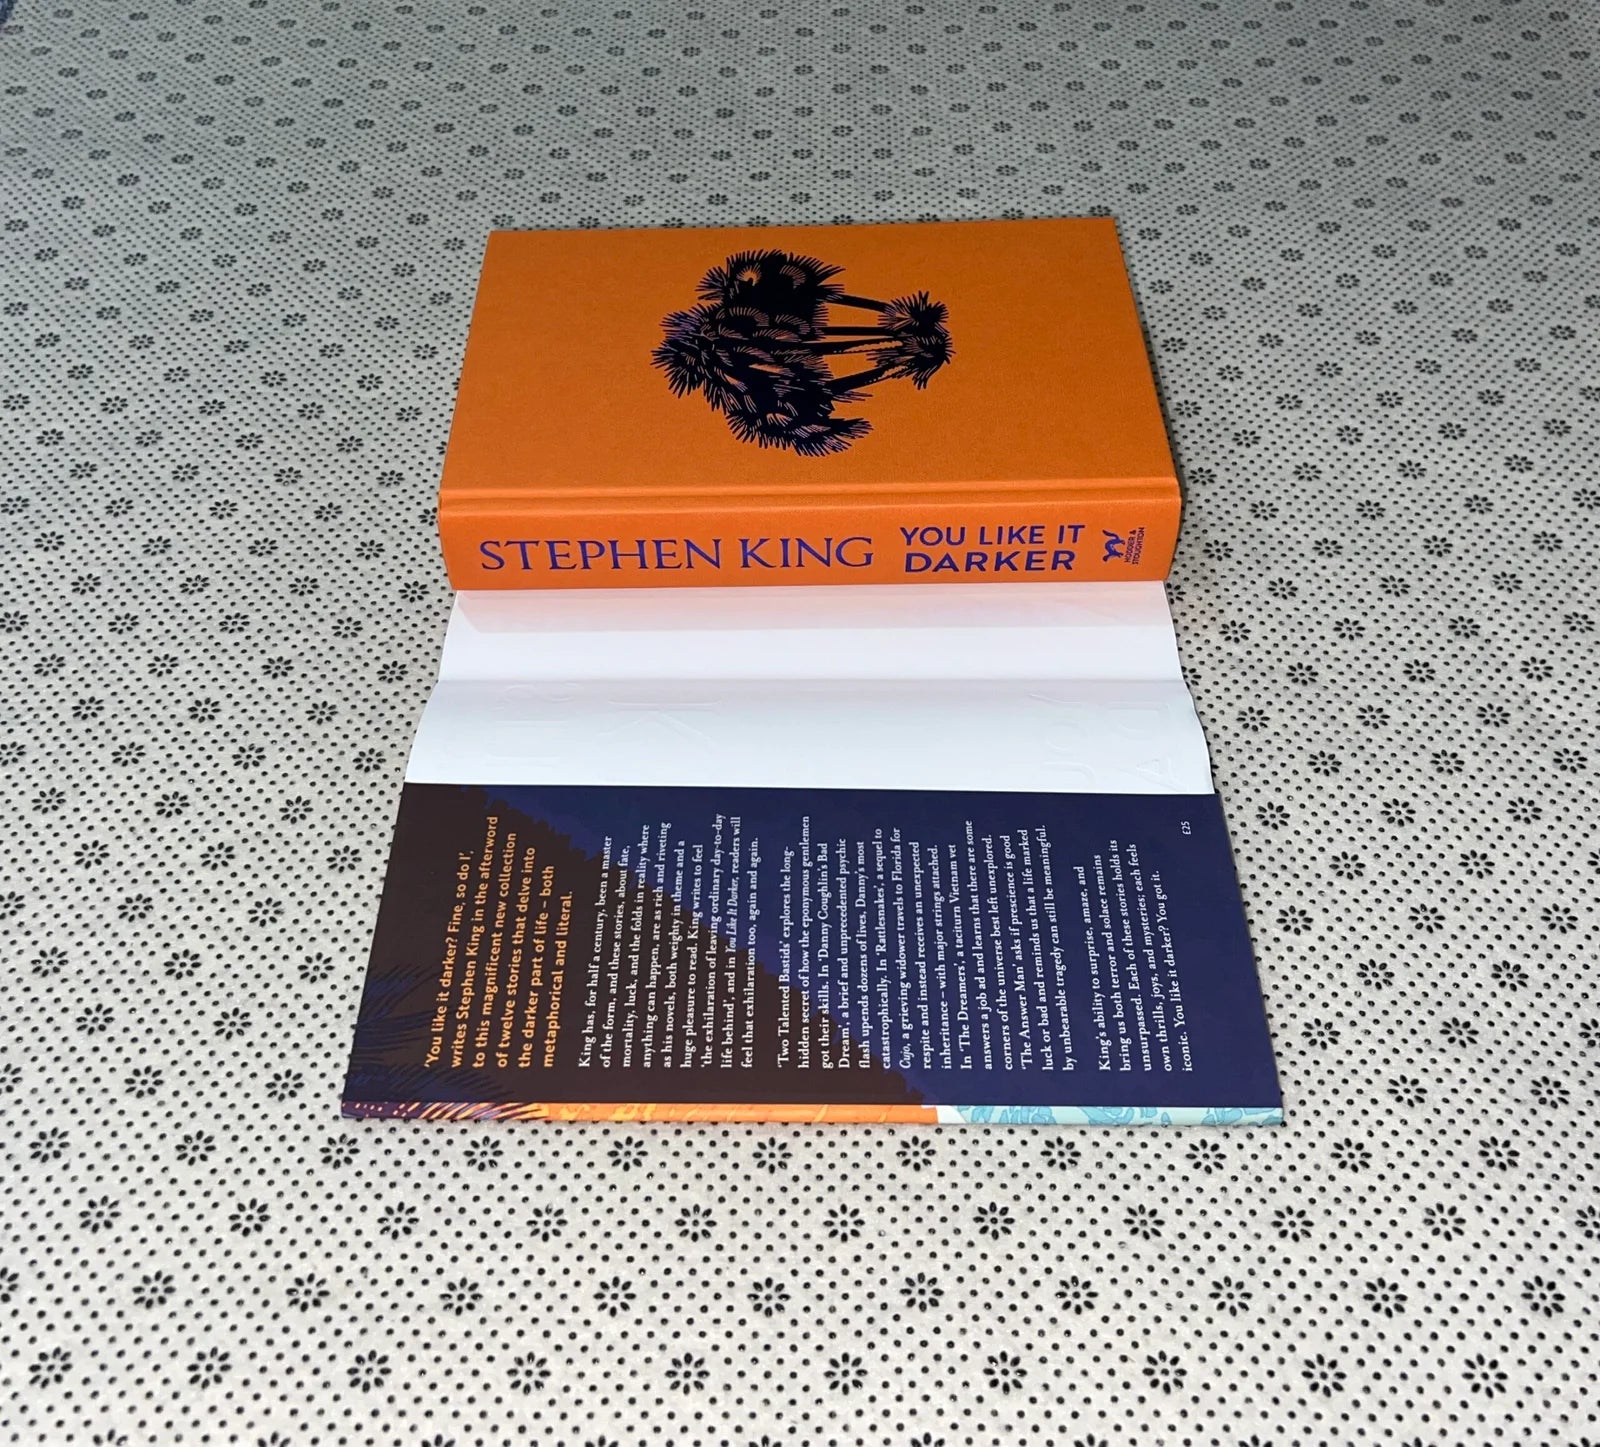 STEPHEN KING
YOU LIKE IT
DARKER
HODDER &
STOUGHTON
'You like it darker? Fine, so do I',
writes Stephen King in the afterword
to this magnificent new collection
of twelve stories that delve into
the darker part of life – both
metaphorical and literal.
King has, for half a century, been a master
of the form, and these stories, about fate,
mortality, luck, and the folds in reality where
anything can happen, are as rich and riveting
as his novels, both weighty in theme and a
huge pleasure to read. King writes to feel
'the exhilaration of leaving ordinary day-to-day
life behind', and in You Like It Darker, readers will
feel that exhilaration too, again and again.
'Two Talented Bastids' explores the long-
hidden secret of how the eponymous gentlemen
got their skills. In 'Danny Coughlin's Bad
Dream', a brief and unprecedented psychic
flash upends dozens of lives, Danny's most
catastrophically. In 'Rattlesnakes', a sequel to
Cujo, a grieving widower travels to Florida for
respite and instead receives an unexpected
inheritance – with major strings attached.
In 'The Dreamers', a taciturn Vietnam vet
answers a job ad and learns that there are some
corners of the universe best left unexplored.
'The Answer Man' asks if prescience is good
luck or bad and reminds us that a life marked
by unbearable tragedy can still be meaningful.
King's ability to surprise, amaze, and
bring us both terror and solace remains
unsurpassed. Each of these stories holds its
own thrills, joys, and mysteries; each feels
iconic. You like it darker? You got it.
£25